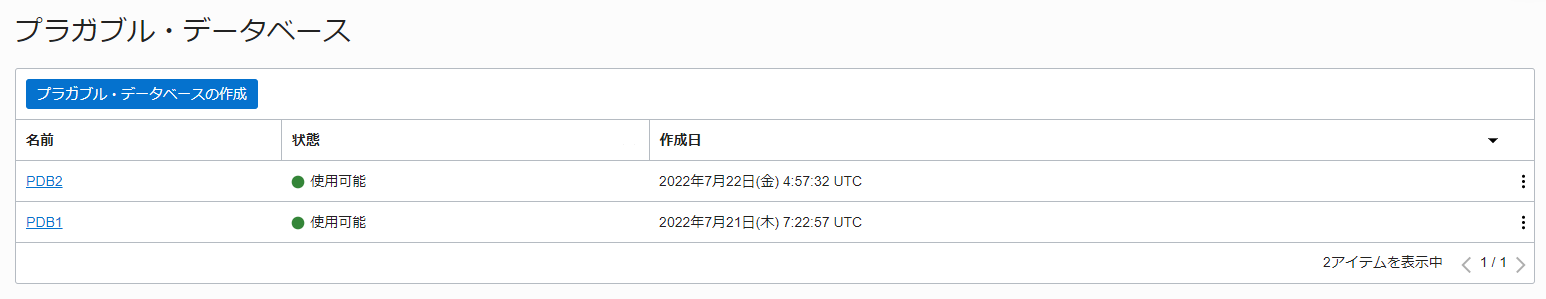 プラガブル・データベース
プラガブル・データベースの作成
名前 状態 作成日
PDB2 使用可能 2022年7月22日(金) 4:57:32 UTC
PDB1 使用可能 2022年7月21日(木) 7:22:57 UTC
2アイテムを表示中 1 / 1